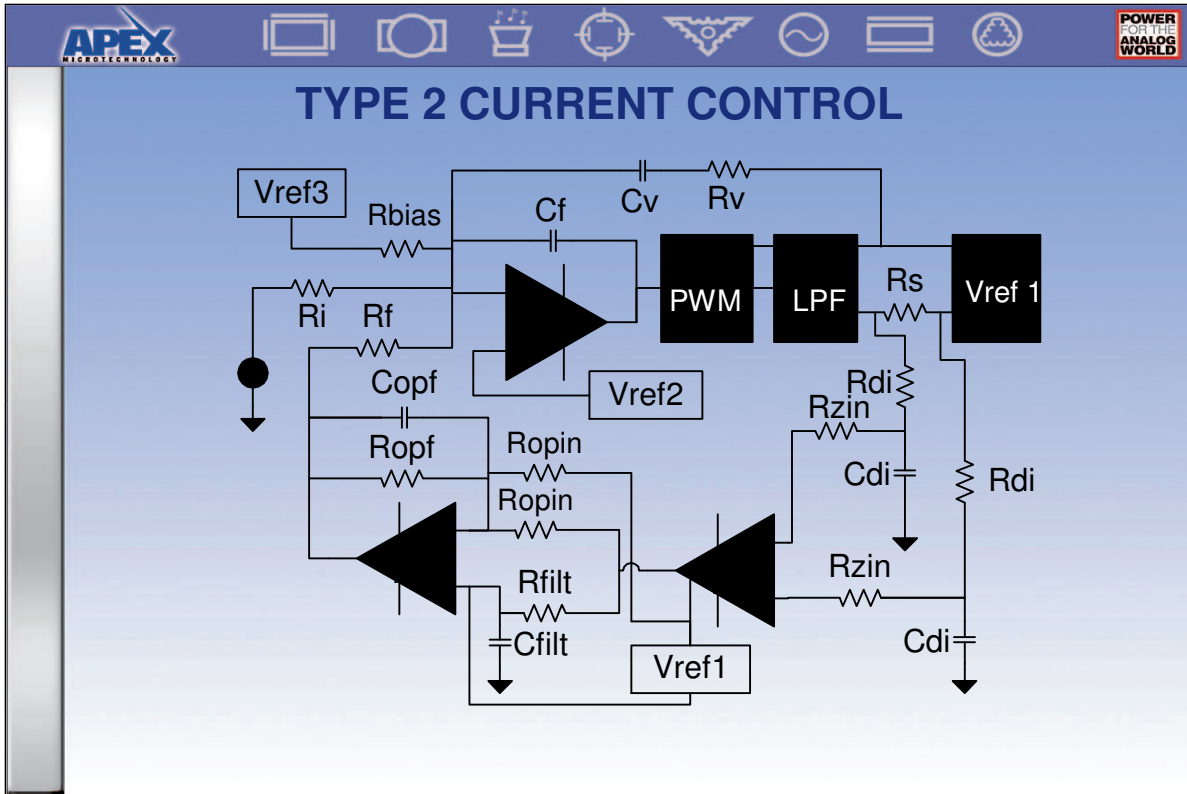 APEX
MICROTECHNOLOGY
POWER
FOR THE
ANALOG
WORLD
TYPE 2 CURRENT CONTROL
Vref3
Rbias
Cf
Cv
Rv
Ri
Rf
PWM
LPF
Rs
Vref 1
Copf
Vref2
Rdi
Rzin
Ropf
Ropin
Cdi
Rdi
Ropin
Rfilt
Rzin
Cfilt
Vref1
Cdi